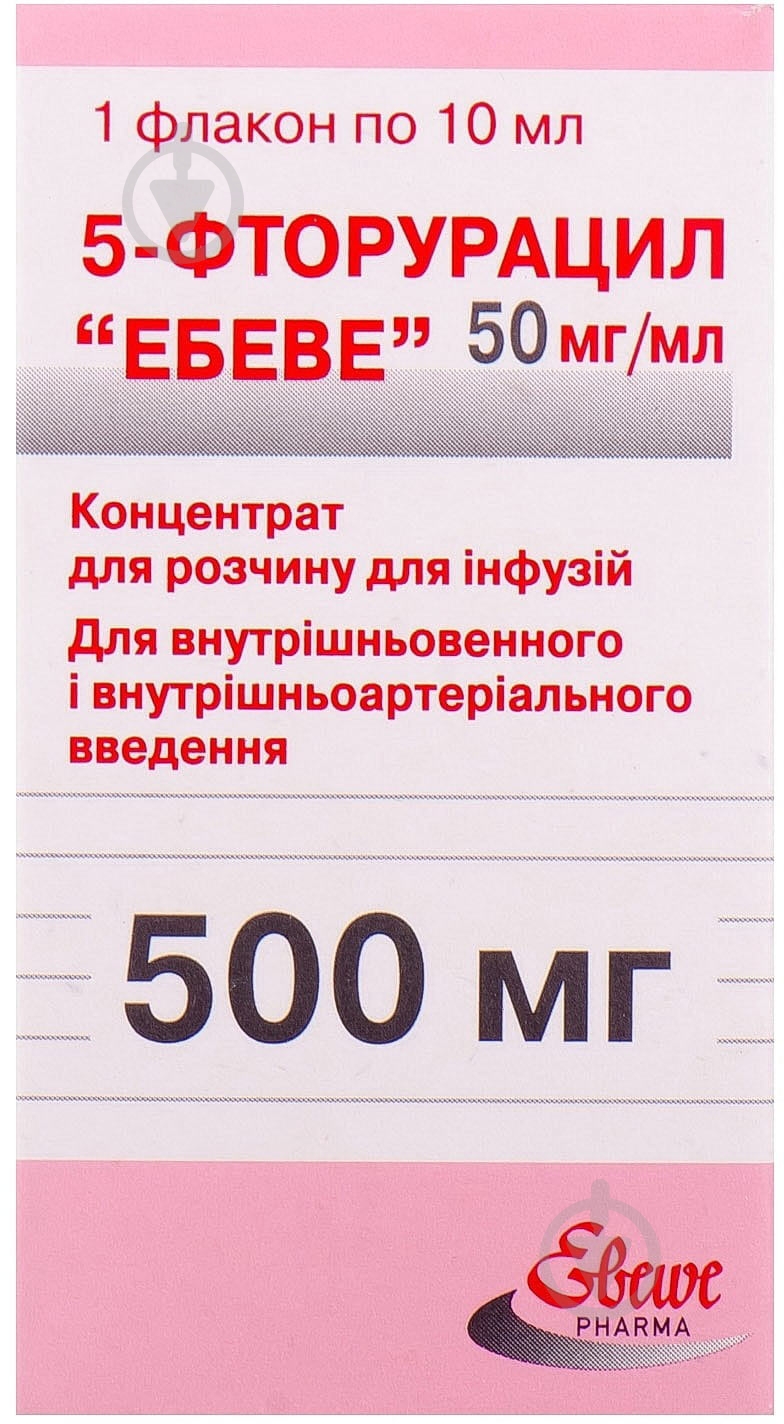 1 флакон по 10 мл
5-ФТОРУРАЦИЛ
“ЕБЕВЕ” 50 мг/мл
Концентрат
для розчину для інфузій
Для внутрішньовенного
і внутрішньоартеріального
введення
500 мг
Ebewe
PHARMA